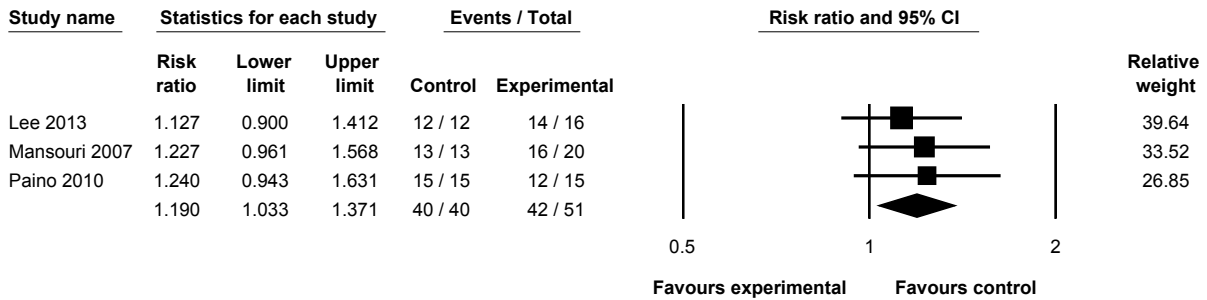 Study name Statistics for each study Events / Total Risk ratio and 95% CI
Risk Lower Upper Relative
ratio limit limit Control Experimental weight
Lee 2013 1.127 0.900 1.412 12 / 12 14 / 16 39.64
Mansouri 2007 1.227 0.961 1.568 13 / 13 16 / 20 33.52
Paino 2010 1.240 0.943 1.631 15 / 15 12 / 15 26.85
1.190 1.033 1.371 40 / 40 42 / 51
0.5 1 2
Favours experimental Favours control